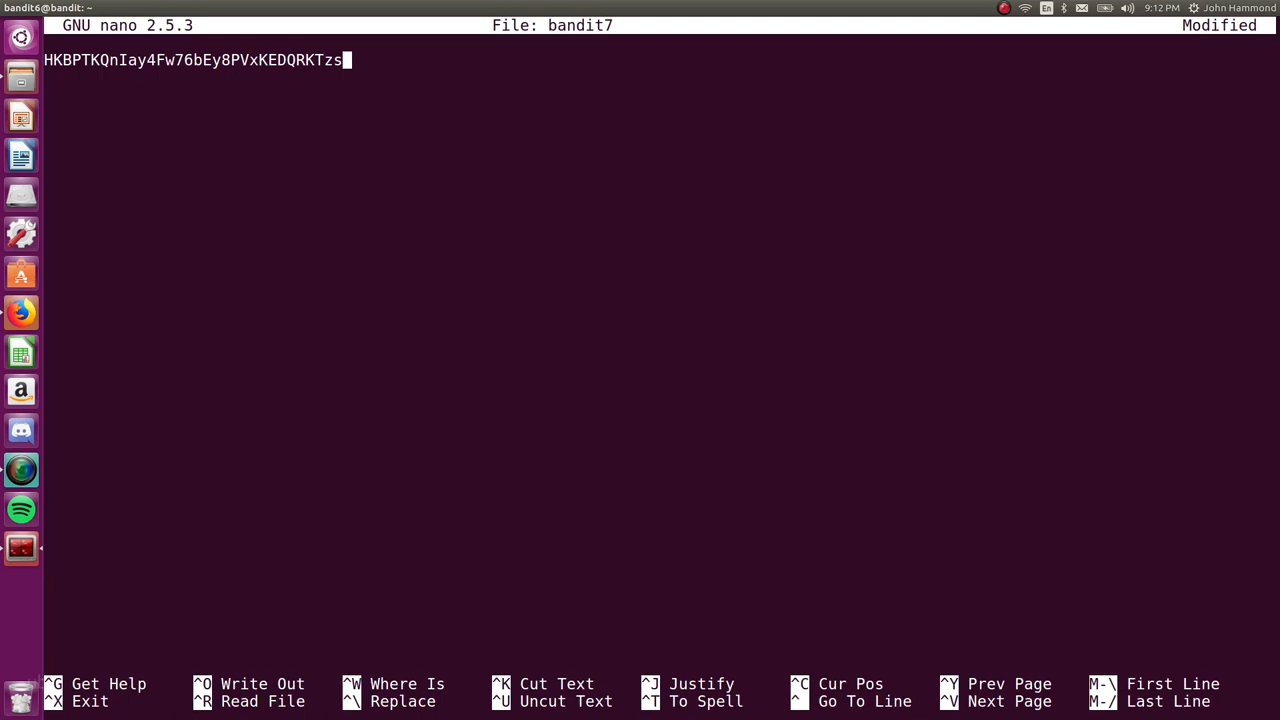 bandit6@bandit: ~
En
9:12 PM
John Hammond
GNU nano 2.5.3
File: bandit7
Modified
HKBPTKQnIay4Fw76bEy8PVxKEDQRKTzs
^G Get Help
^O Write Out
^W Where Is
^K Cut Text
^J Justify
^C Cur Pos
^Y Prev Page
M-\ First Line
^X Exit
^R Read File
^\ Replace
^U Uncut Text
^T To Spell
^_ Go To Line
^V Next Page
M-/ Last Line